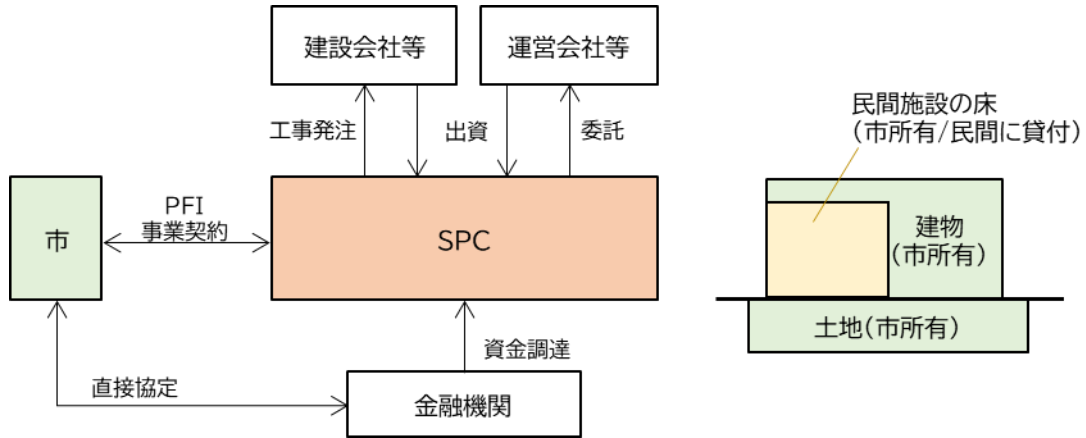 建設会社等
運営会社等
工事発注
出資
委託
市
PFI
事業契約
SPC
資金調達
直接協定
金融機関
民間施設の床
（市所有/民間に貸付）
建物
（市所有）
土地（市所有）